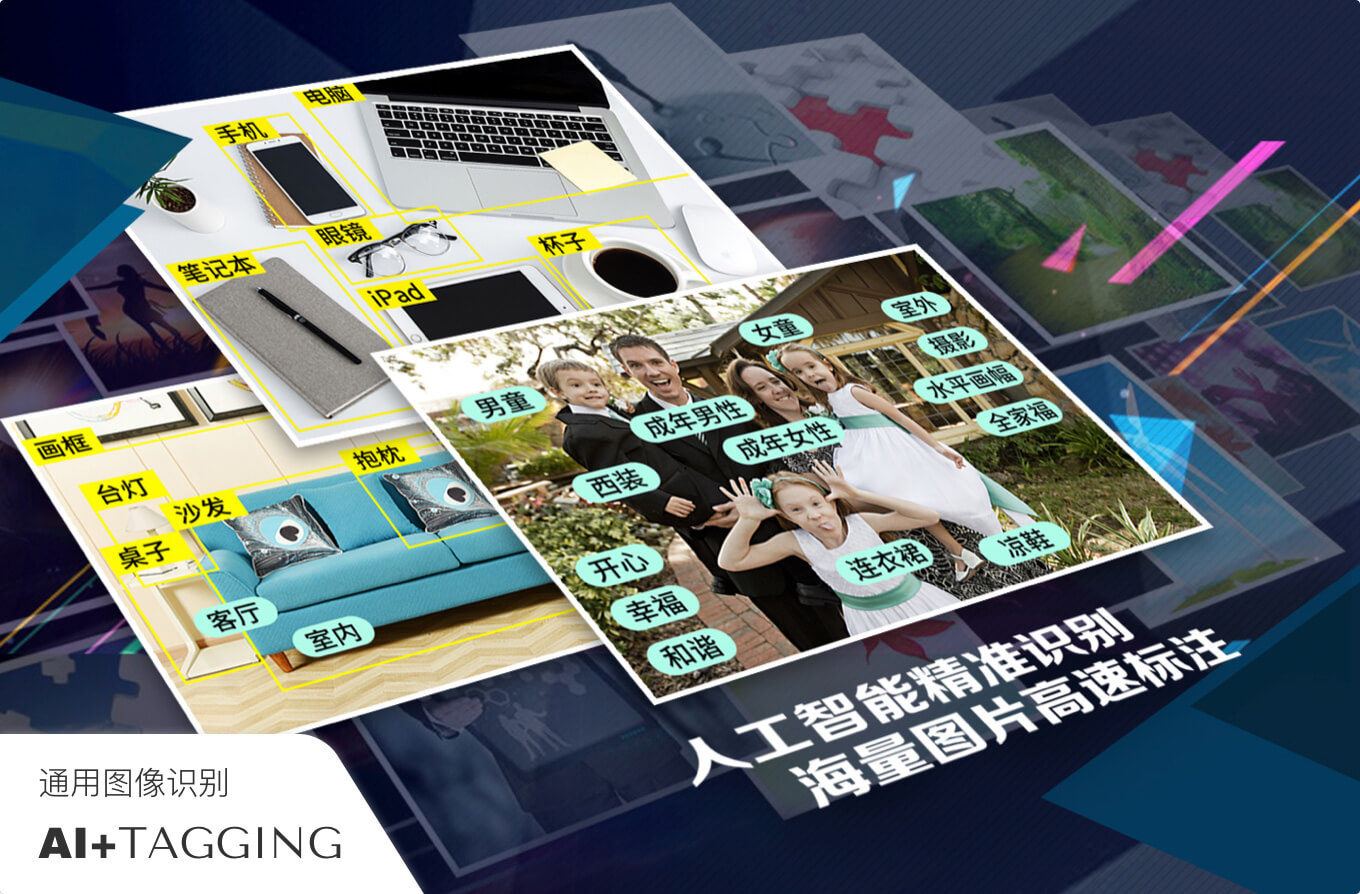 电脑
手机
眼镜
杯子
笔记本
iPad
女童
室外
摄影
男童
成年男性
水平画幅
成年女性
全家福
画框
抱枕
西装
台灯
沙发
桌子
开心
连衣裙
凉鞋
客厅
幸福
室内
和谐
人工智能精准识别
海量图片高速标注
通用图像识别
AI+TAGGING